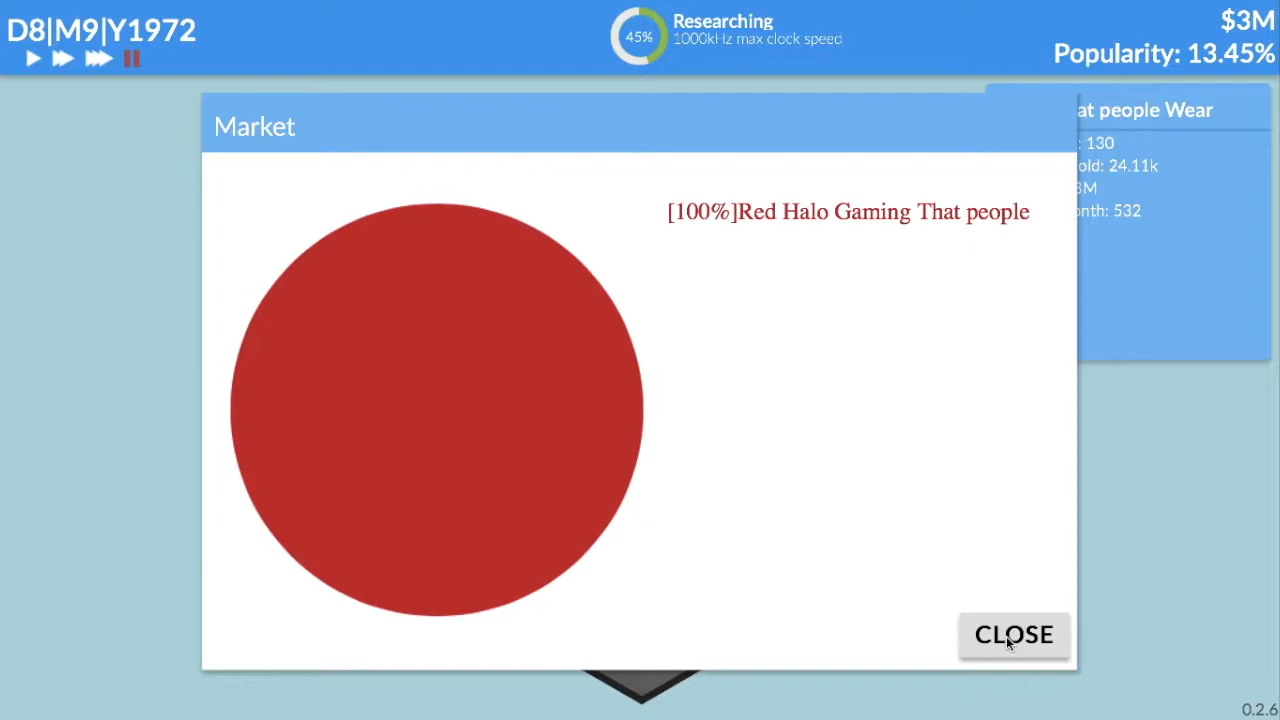 D8|M9|Y1972
45%
Researching
1000kHz max clock speed
$3M
Popularity: 13.45%
Market
at people Wear
: 130
old: 24.11k
3M
onth: 532
[100%]Red Halo Gaming That people
CLOSE
0.2.6